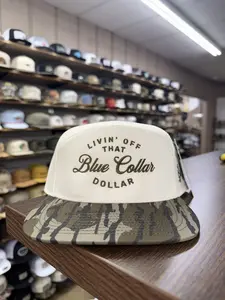 LIVIN' OFF
THAT
Blue Collar
DOLLAR